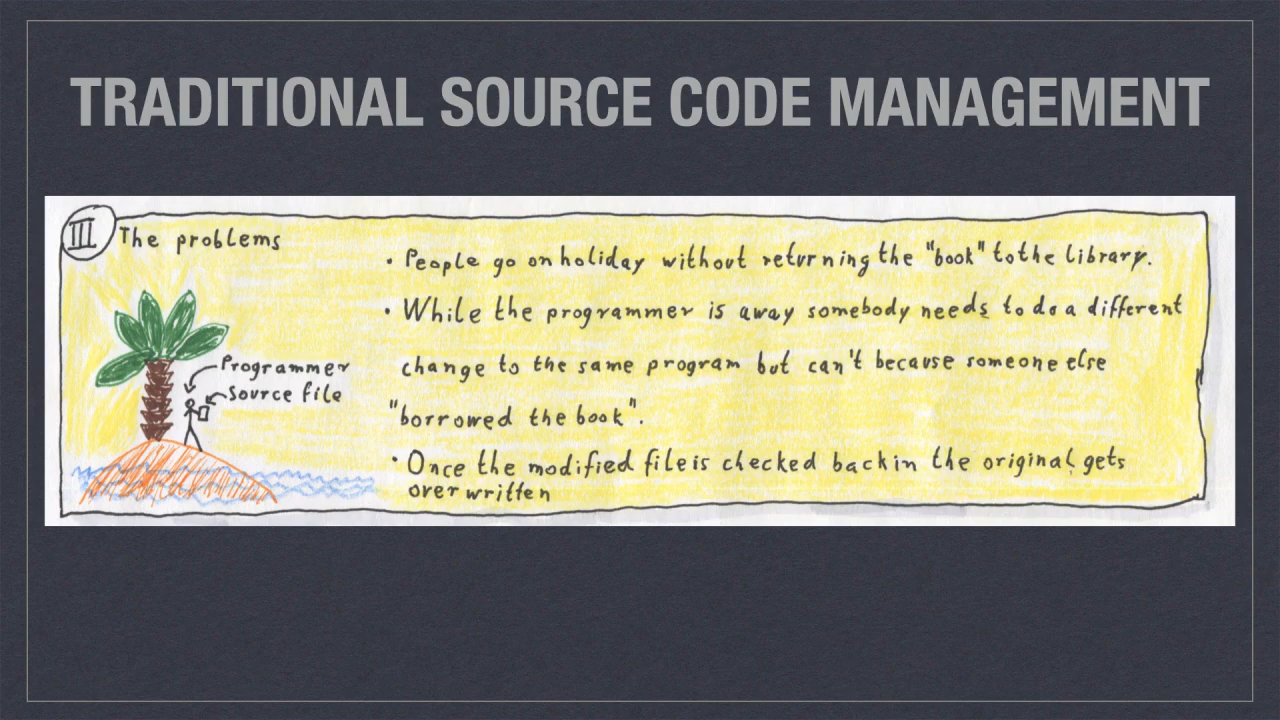 TRADITIONAL SOURCE CODE MANAGEMENT
III
The problems
• People go on holiday without returning the "book" to the library.
• While the programmer is away somebody needs to do a different
change to the same program but can't because someone else
"borrowed the book".
• Once the modified file is checked back in the original gets
overwritten
Programmer
Source file